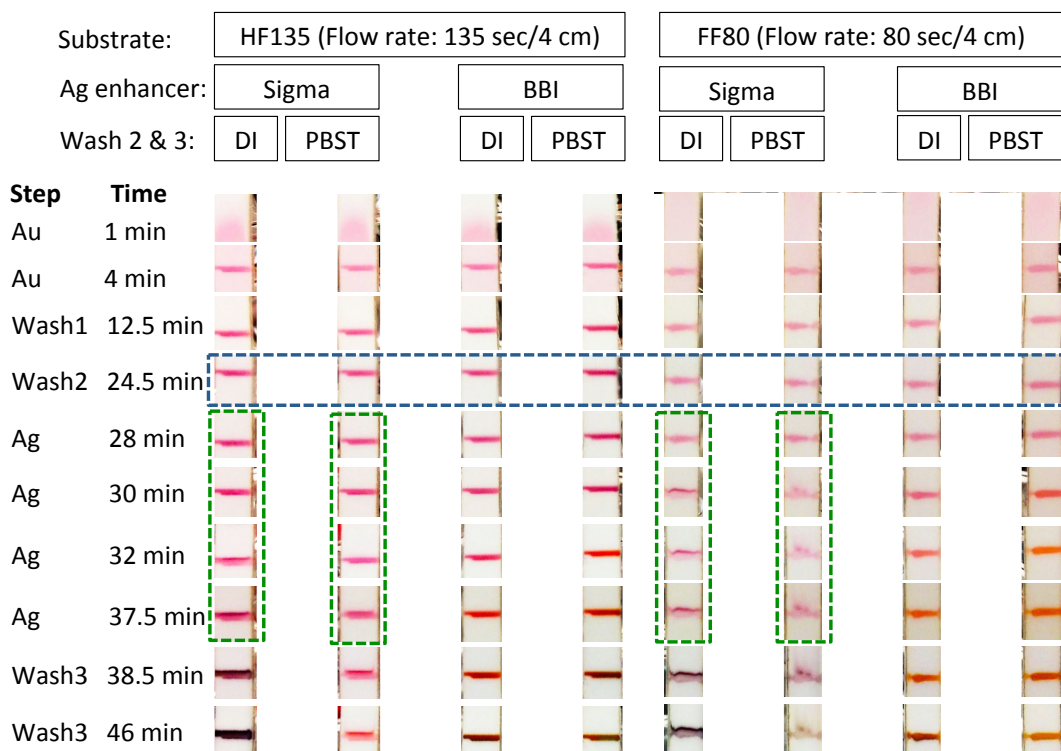 Substrate: HF135 (Flow rate: 135 sec/4 cm) FF80 (Flow rate: 80 sec/4 cm)
Ag enhancer: Sigma BBI Sigma BBI
Wash 2 & 3: DI PBST DI PBST DI PBST DI PBST
Step Time
Au 1 min
Au 4 min
Wash1 12.5 min
Wash2 24.5 min
Ag 28 min
Ag 30 min
Ag 32 min
Ag 37.5 min
Wash3 38.5 min
Wash3 46 min